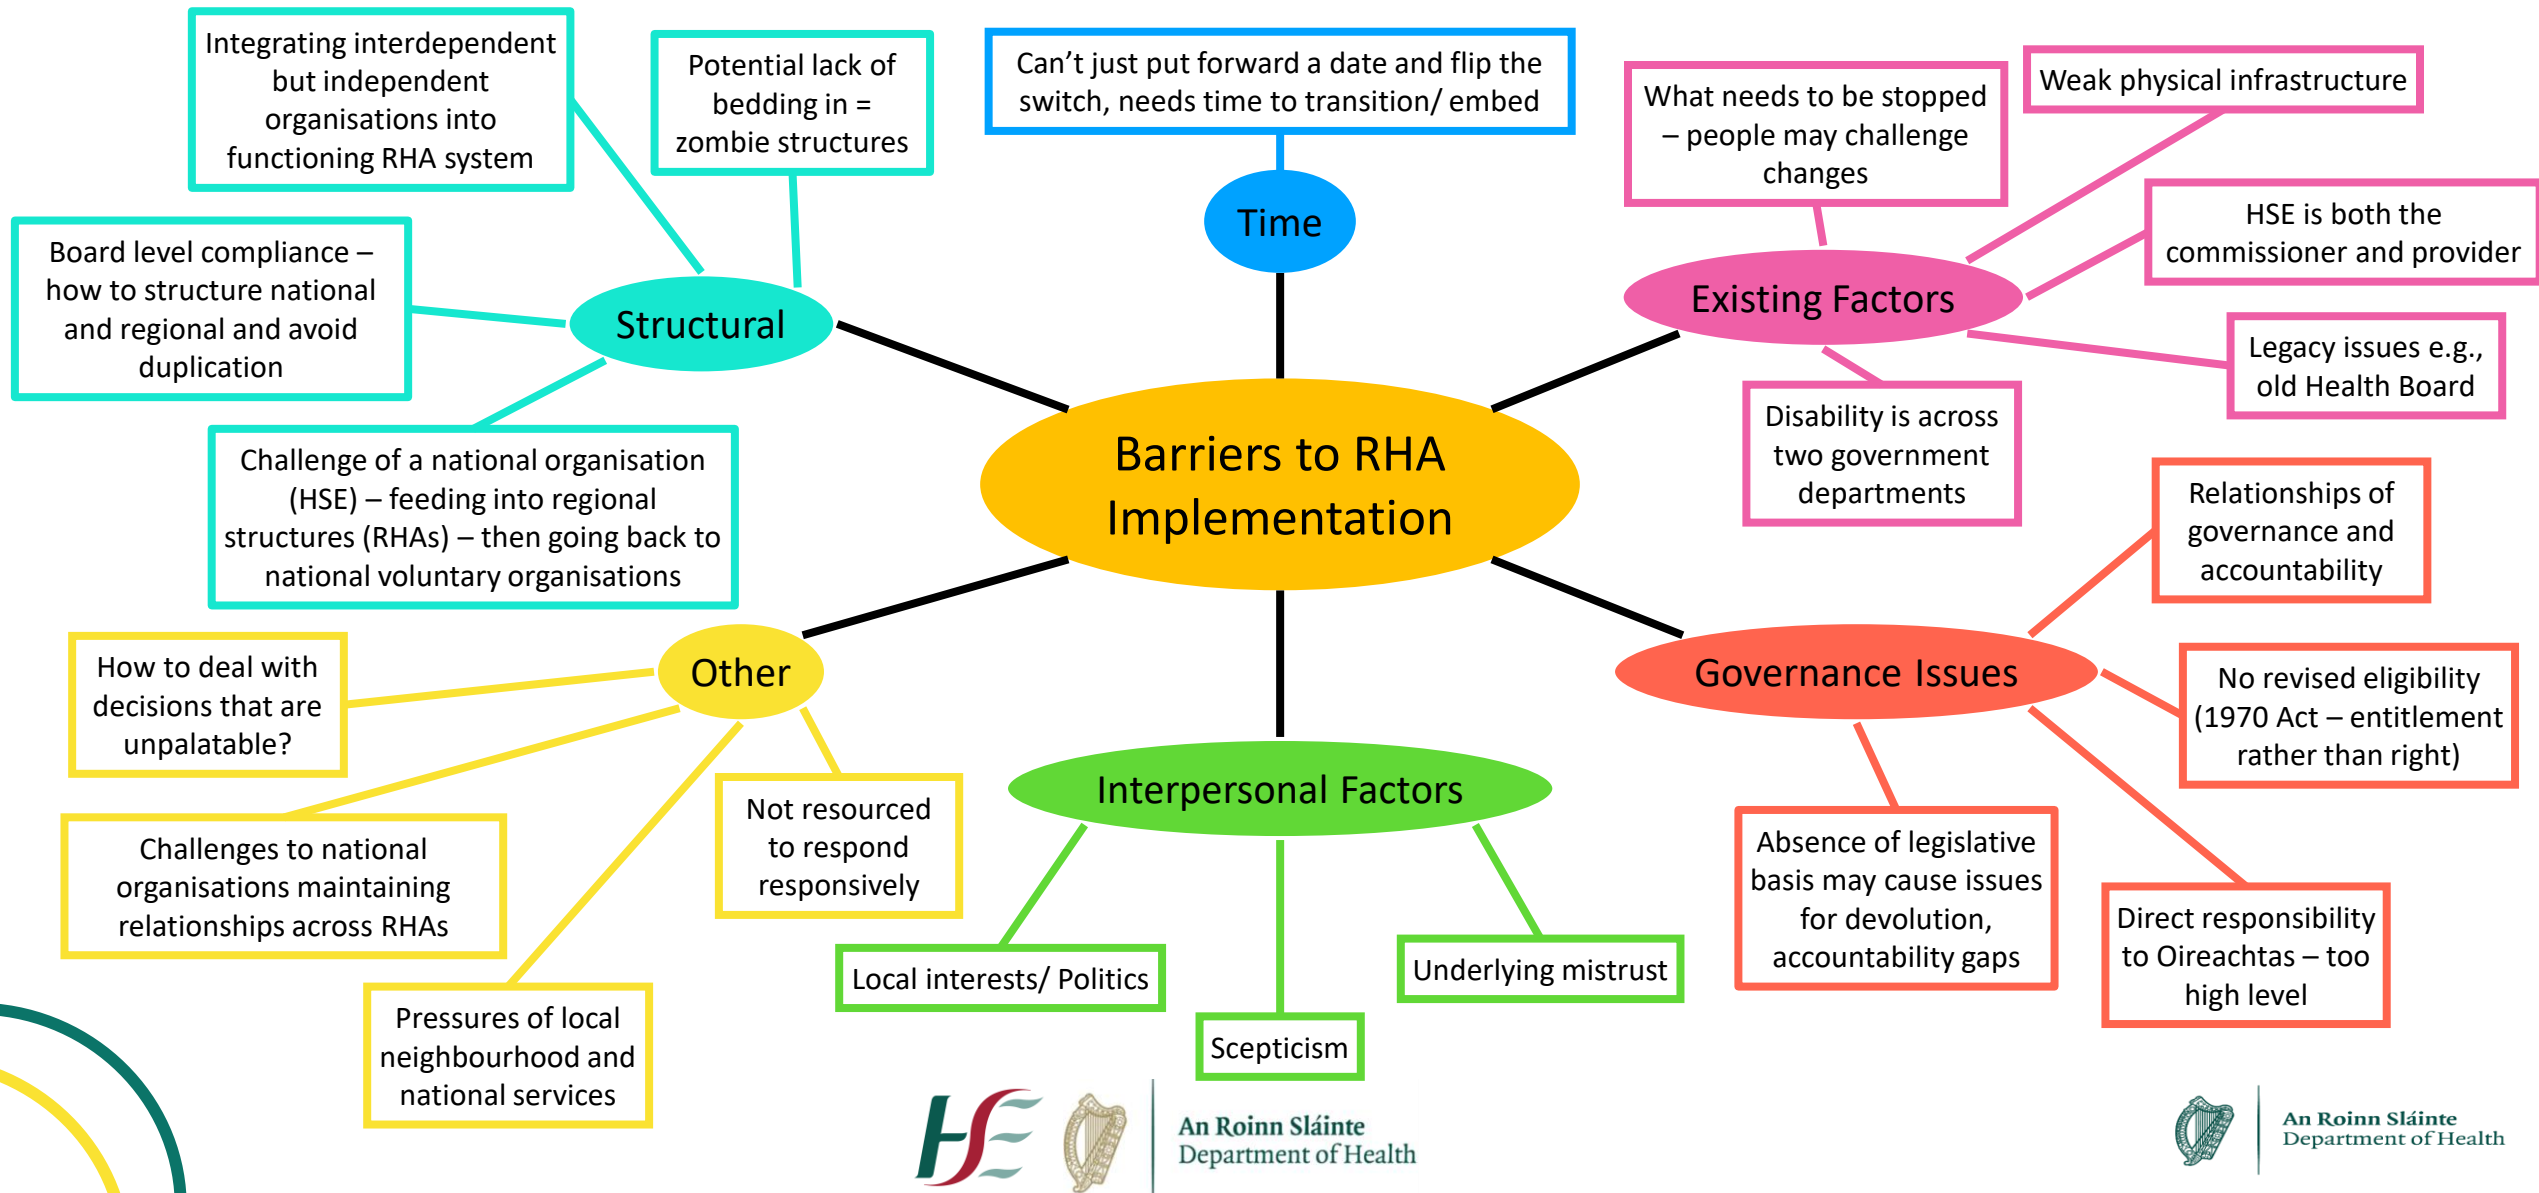 Integrating interdependent
but independent
organisations into
functioning RHA system
Potential lack of
bedding in =
zombie structures
Can’t just put forward a date and flip the
switch, needs time to transition/ embed
What needs to be stopped
– people may challenge
changes
Weak physical infrastructure
Board level compliance –
how to structure national
and regional and avoid
duplication
Structural
Time
Existing Factors
HSE is both the
commissioner and provider
Legacy issues e.g.,
old Health Board
Disability is across
two government
departments
Challenge of a national organisation
(HSE) – feeding into regional
structures (RHAs) – then going back to
national voluntary organisations
Barriers to RHA
Implementation
Relationships of
governance and
accountability
How to deal with
decisions that are
unpalatable?
Other
Governance Issues
No revised eligibility
(1970 Act – entitlement
rather than right)
Challenges to national
organisations maintaining
relationships across RHAs
Not resourced
to respond
responsively
Interpersonal Factors
Absence of legislative
basis may cause issues
for devolution,
accountability gaps
Direct responsibility
to Oireachtas – too
high level
Pressures of local
neighbourhood and
national services
Local interests/ Politics
Scepticism
Underlying mistrust
HSE
An Roinn Sláinte
Department of Health
An Roinn Sláinte
Department of Health